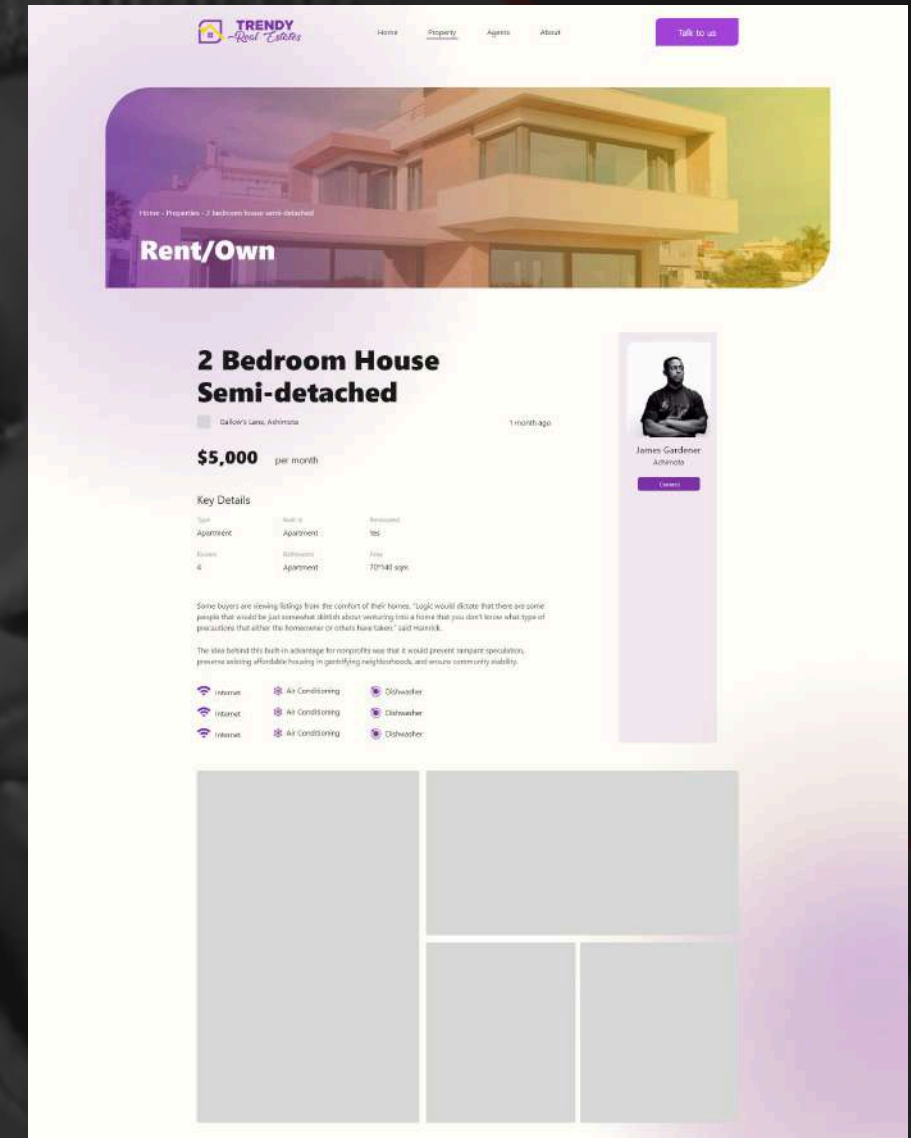 TRENDY
Real Estates
Home Property Agents About
Talk to us
Home - Properties - 2 bedroom house semi-detached
Rent/Own
2 Bedroom House
Semi-detached
Gallow's Lane, Achimota 1 month ago
$5,000 per month
James Gardener
Achimota
Contact
Key Details
Type Built in Renovated
Apartment Apartment Yes
Rooms Bathrooms Area
4 Apartment 70*140 sqm
Some buyers are viewing listings from the comfort of their homes. "Logic would dictate that there are some
people that would be just somewhat skittish about venturing into a home that you don't know what type of
precautions that either the homeowner or others have taken," said Hamrick.
The idea behind this built-in advantage for nonprofits was that it would prevent rampant speculation,
preserve existing affordable housing in gentrifying neighborhoods, and ensure community stability.
Internet Air Conditioning Dishwasher
Internet Air Conditioning Dishwasher
Internet Air Conditioning Dishwasher